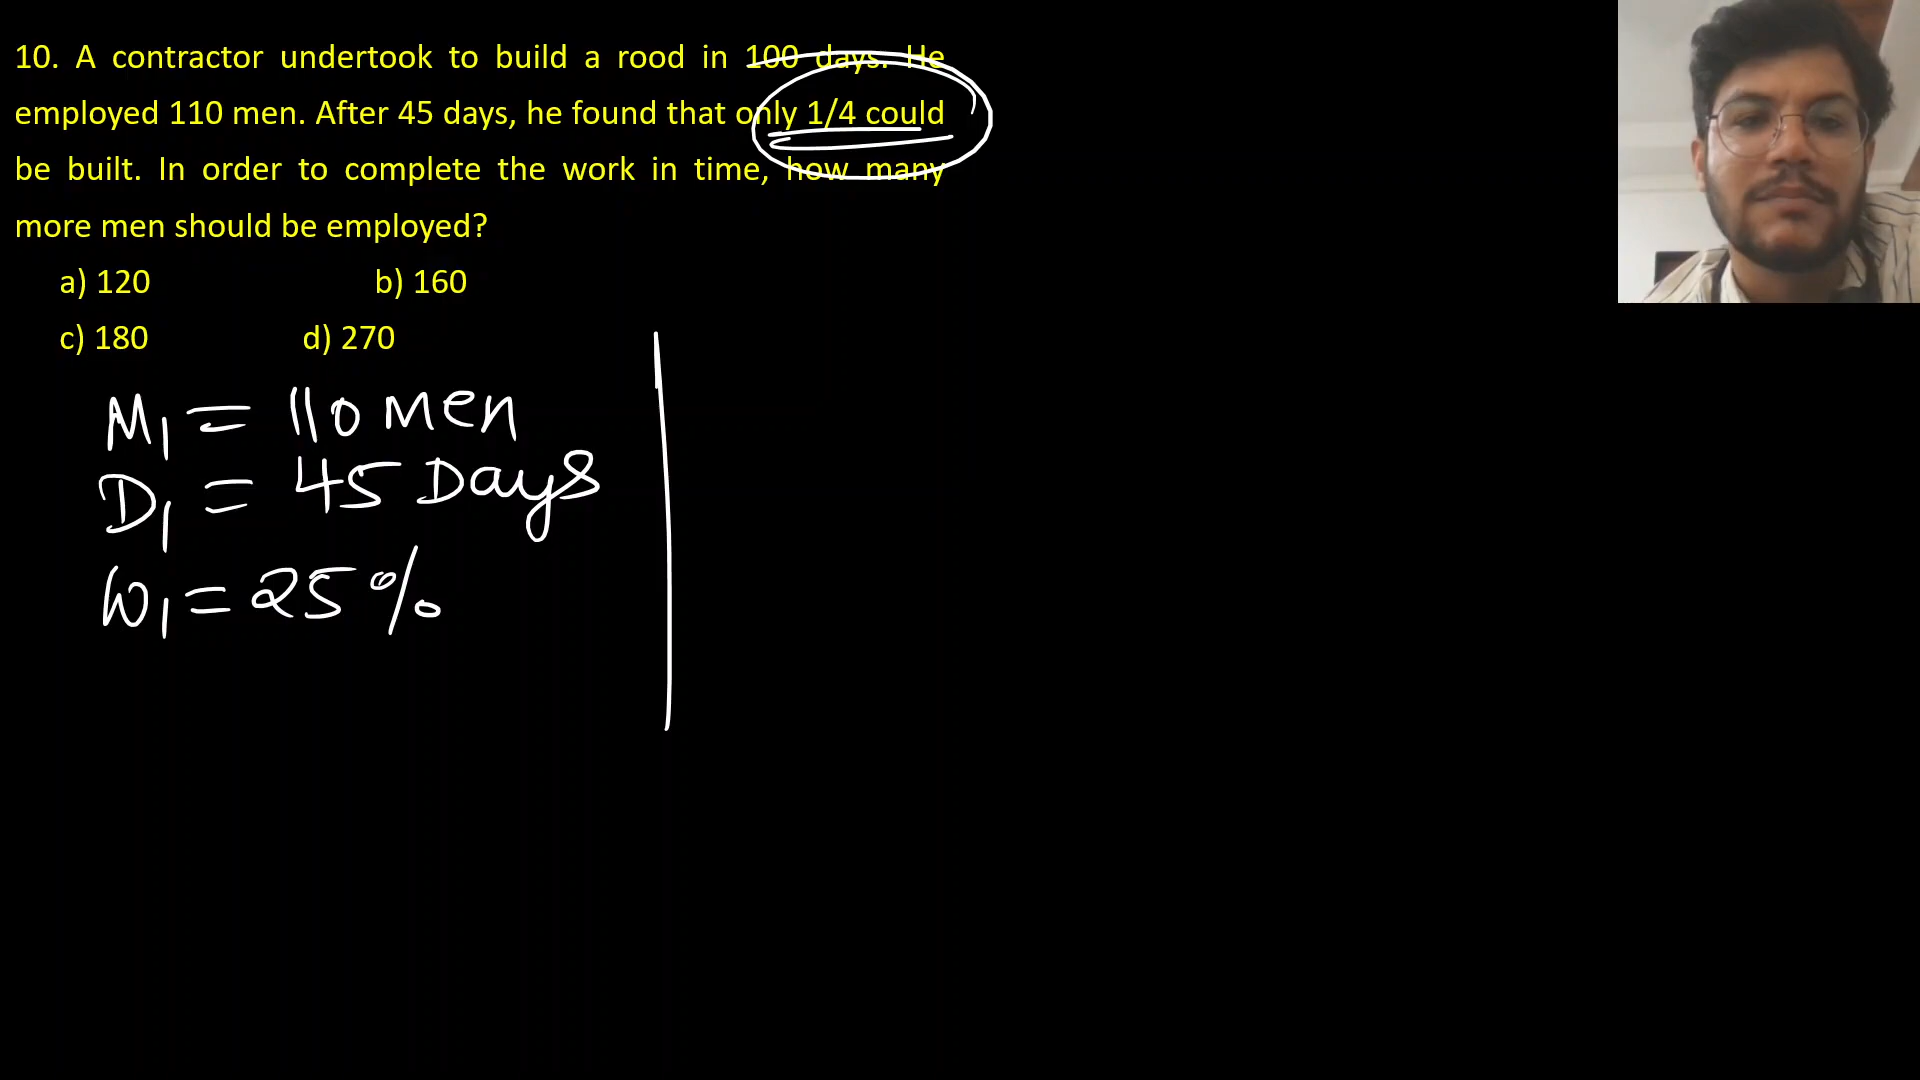 10. A contractor undertook to build a rood in 100 days. He
employed 110 men. After 45 days, he found that only 1/4 could
be built. In order to complete the work in time, how many
more men should be employed?
a) 120 b) 160
c) 180 d) 270
M1 = 110 Men
D1 = 45 Days
W1 = 25 %